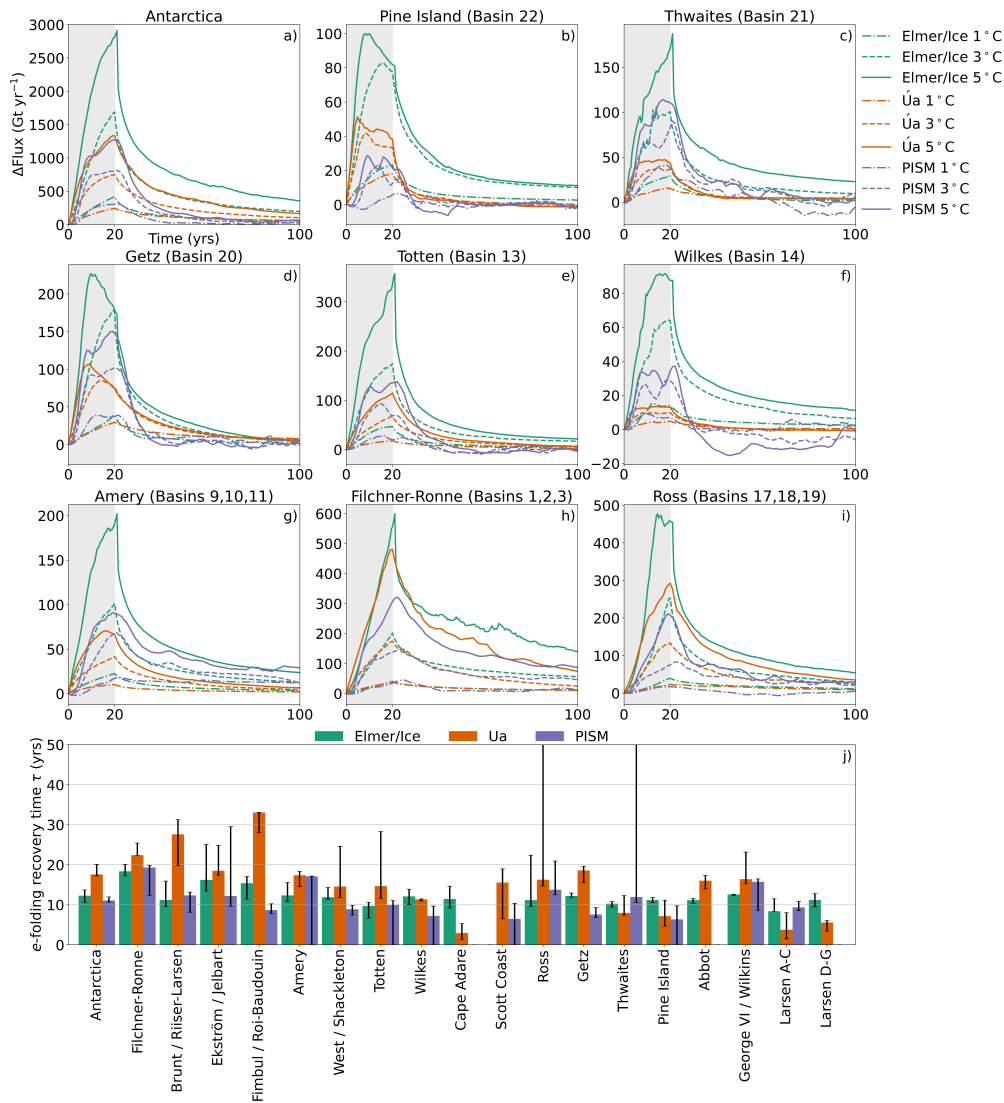 Antarctica
Pine Island (Basin 22)
Thwaites (Basin 21)
a)
b)
c)
ΔFlux (Gt yr⁻¹)
3000
2500
2000
1500
1000
500
0
0
20
100
Time (yrs)
100
80
60
40
20
0
0
20
100
150
100
50
0
0
20
100
Elmer/Ice 1°C
Elmer/Ice 3°C
Elmer/Ice 5°C
Úa 1°C
Úa 3°C
Úa 5°C
PISM 1°C
PISM 3°C
PISM 5°C
Getz (Basin 20)
Totten (Basin 13)
Wilkes (Basin 14)
d)
e)
f)
200
150
100
50
0
0
20
100
300
200
100
0
0
20
100
80
60
40
20
0
−20
0
20
100
Amery (Basins 9,10,11)
Filchner-Ronne (Basins 1,2,3)
Ross (Basins 17,18,19)
g)
h)
i)
200
150
100
50
0
0
20
100
600
500
400
300
200
100
0
0
20
100
500
400
300
200
100
0
0
20
100
Elmer/Ice
Ua
PISM
j)
e-folding recovery time τ (yrs)
50
40
30
20
10
0
Antarctica
Filchner-Ronne
Brunt / Riiser-Larsen
Ekström / Jelbart
Fimbul / Roi-Baudouin
Amery
West / Shackleton
Totten
Wilkes
Cape Adare
Scott Coast
Ross
Getz
Thwaites
Pine Island
Abbot
George VI / Wilkins
Larsen A-C
Larsen D-G